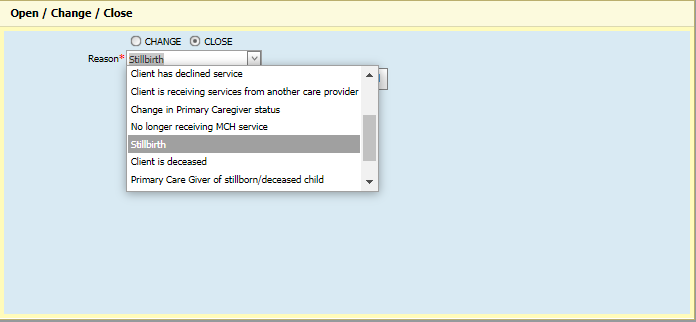 Open / Change / Close
CHANGE CLOSE
Reason* Stillbirth
Client has declined service
Client is receiving services from another care provider
Change in Primary Caregiver status
No longer receiving MCH service
Stillbirth
Client is deceased
Primary Care Giver of stillborn/deceased child